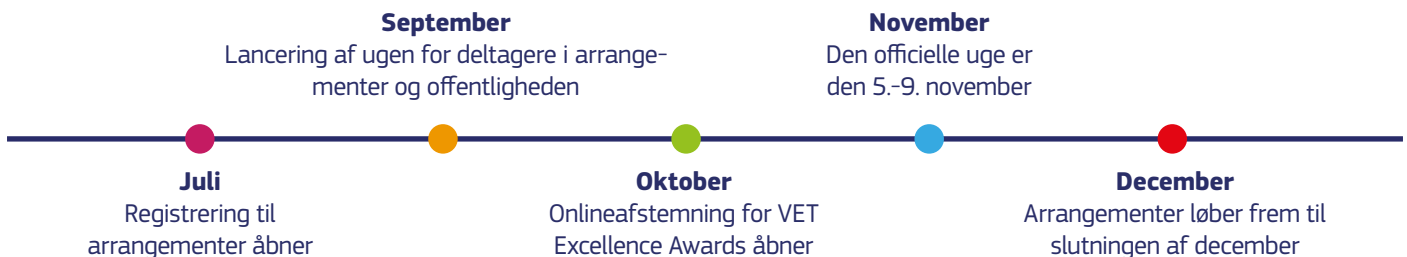 September
Lancering af ugen for deltagere i arrange-
menter og offentligheden
November
Den officielle uge er
den 5.-9. november
Juli
Registrering til
arrangementer åbner
Oktober
Onlineafstemning for VET
Excellence Awards åbner
December
Arrangementer løber frem til
slutningen af december